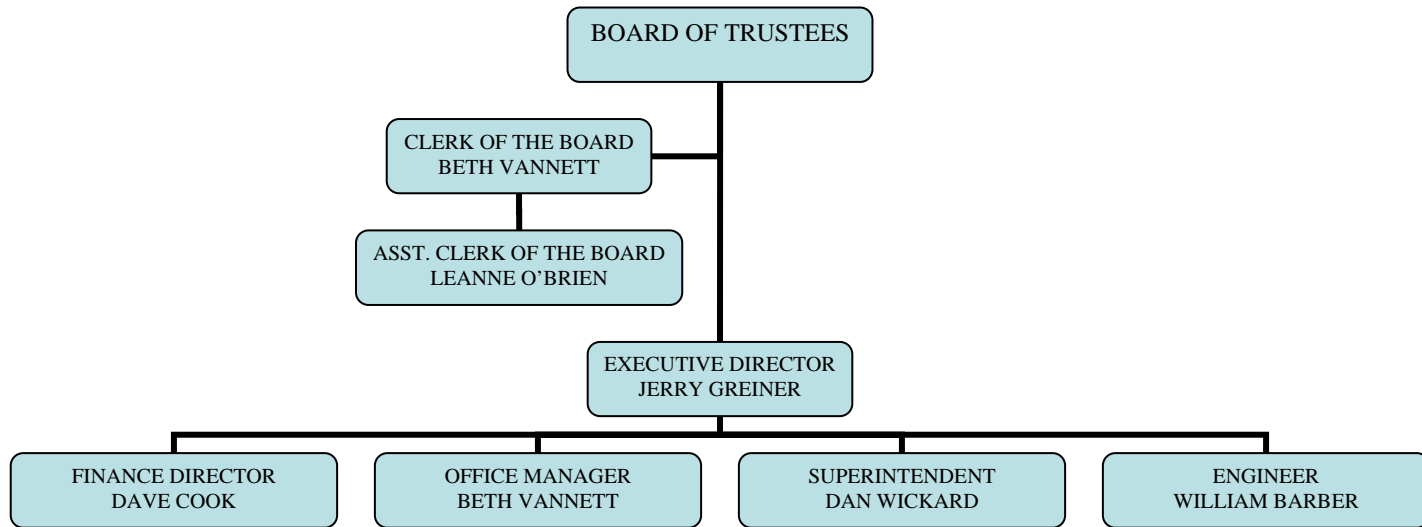 BOARD OF TRUSTEES
CLERK OF THE BOARD
BETH VANNETT
ASST. CLERK OF THE BOARD
LEANNE O’BRIEN
EXECUTIVE DIRECTOR
JERRY GREINER
FINANCE DIRECTOR
DAVE COOK
OFFICE MANAGER
BETH VANNETT
SUPERINTENDENT
DAN WICKARD
ENGINEER
WILLIAM BARBER